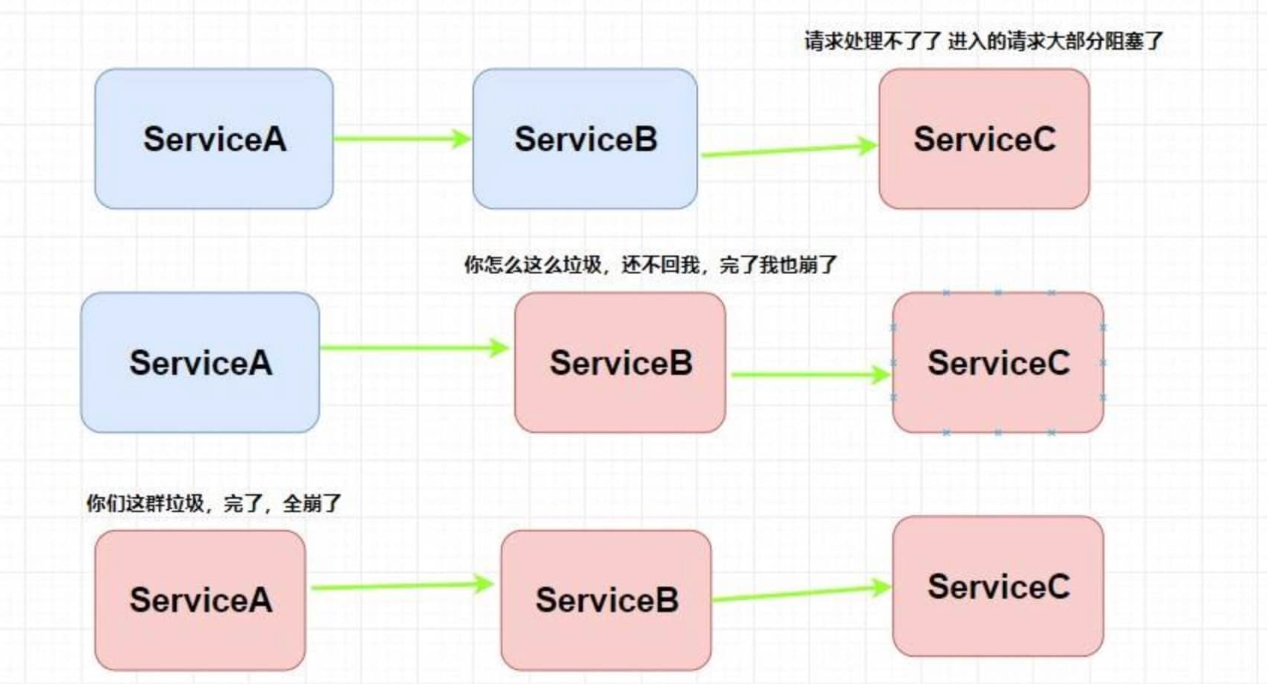 请求处理不了了 进入的请求大部分阻塞了
ServiceA
ServiceB
ServiceC
你怎么这么垃圾，还不回我，完了我也崩了
ServiceA
ServiceB
ServiceC
你们这群垃圾，完了，全崩了
ServiceA
ServiceB
ServiceC